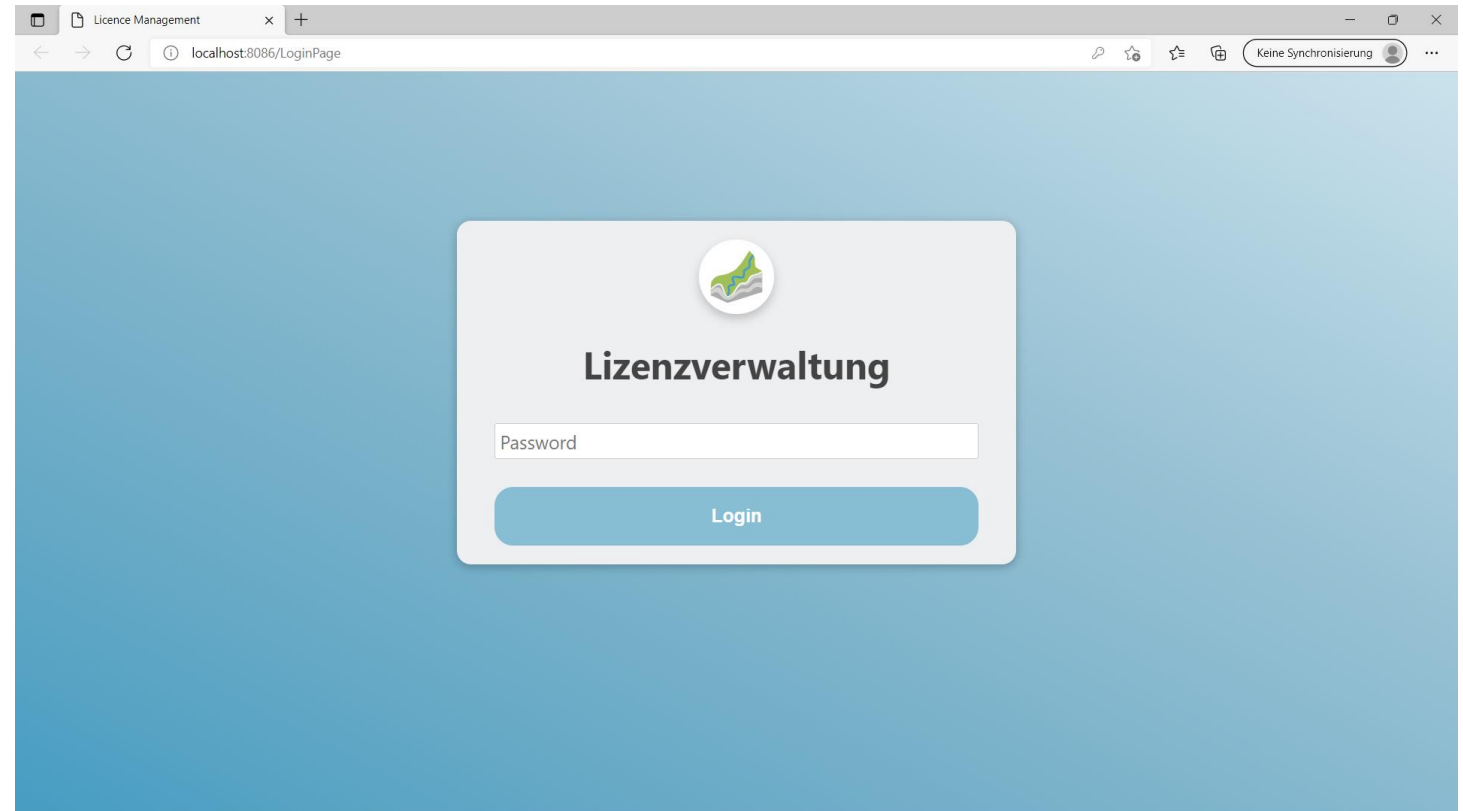 Licence Management
localhost:8086/LoginPage
Keine Synchronisierung
Lizenzverwaltung
Password
Login